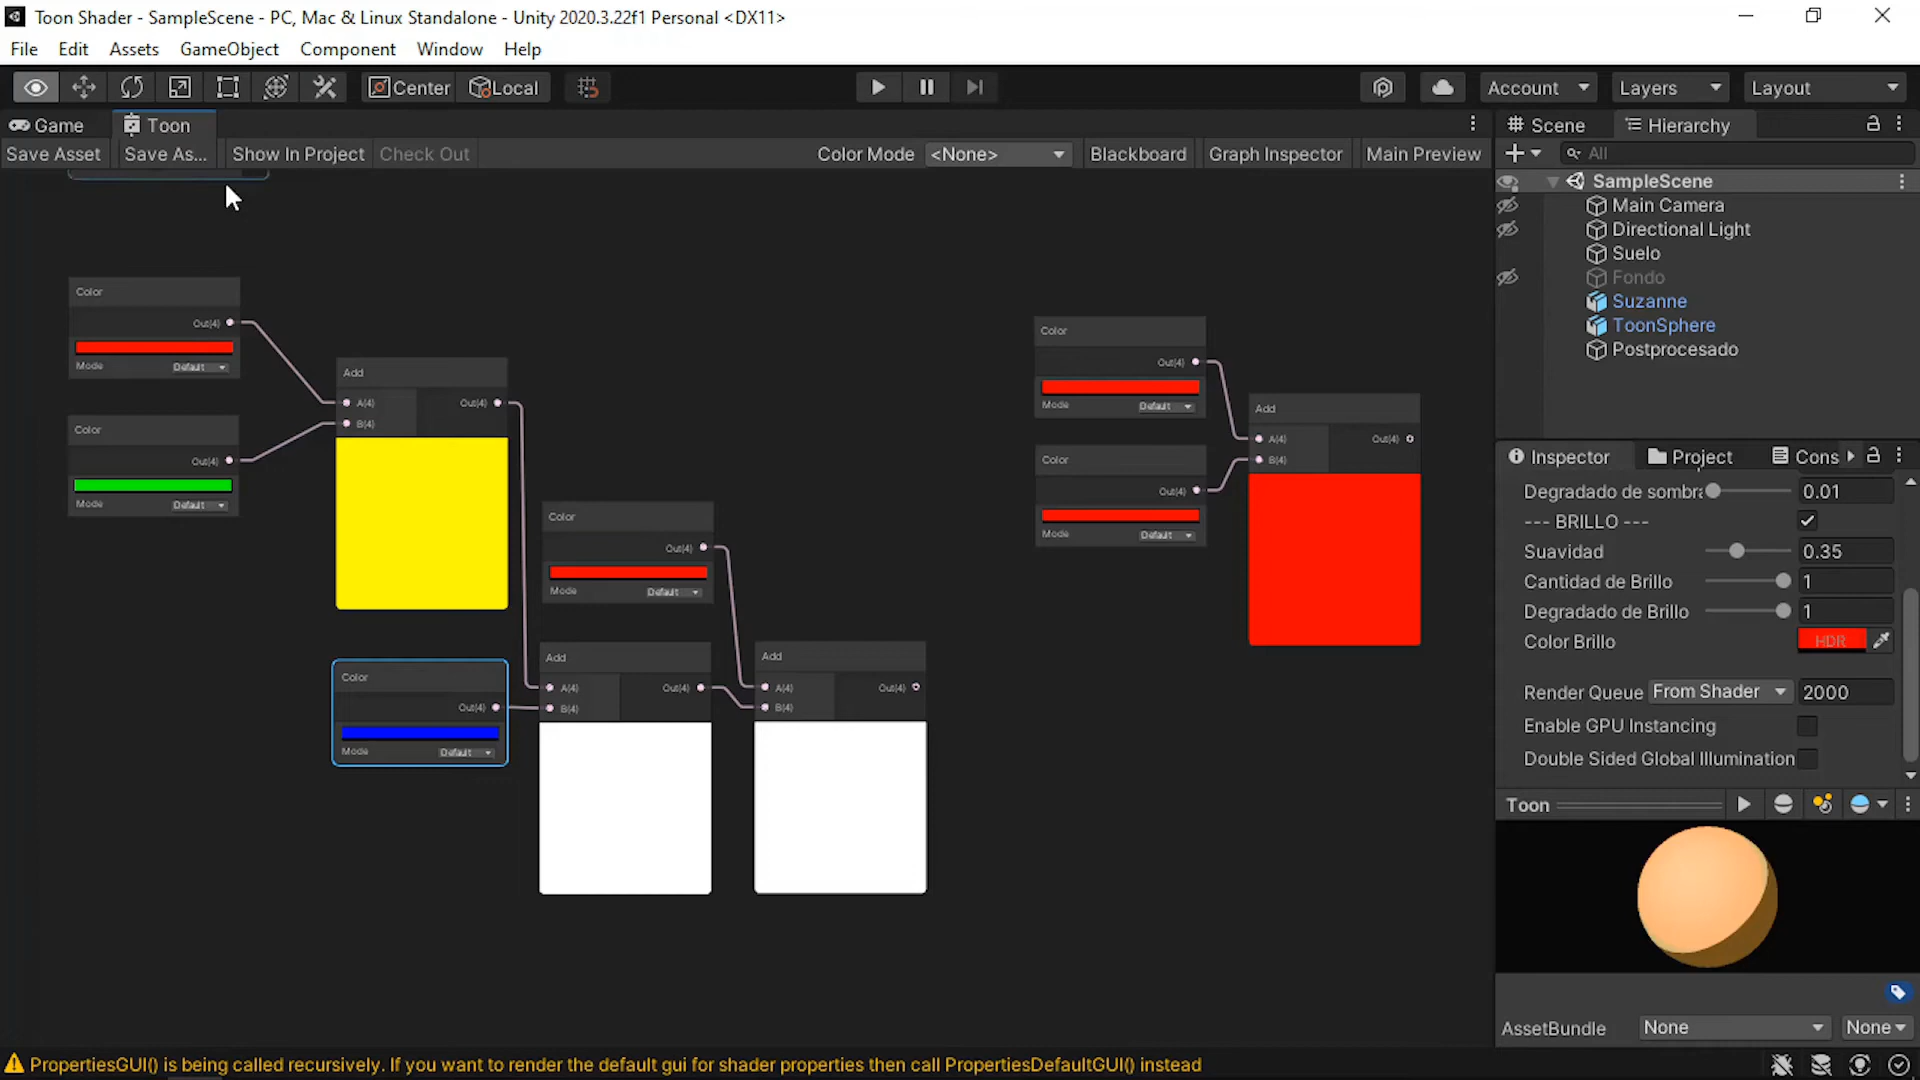 Toon Shader - SampleScene - PC, Mac & Linux Standalone - Unity 2020.3.22f1 Personal <DX11>
File Edit Assets GameObject Component Window Help
Center Local Account Layers Layout
Game Toon
Save Asset Save As... Show In Project Check Out Color Mode <None> Blackboard Graph Inspector Main Preview
Scene Hierarchy
All
SampleScene
Main Camera
Directional Light
Suelo
Fondo
Suzanne
ToonSphere
Postprocesado
Color
Out(4)
Mode Default
Color
Out(4)
Mode Default
Add
A(4) Out(4)
B(4)
Color
Out(4)
Mode Default
Color
Out(4)
Mode Default
Add
A(4) Out(4)
B(4)
Add
A(4) Out(4)
B(4)
Color
Out(4)
Mode Default
Color
Out(4)
Mode Default
Add
A(4) Out(4)
B(4)
Inspector Project Cons
Degradado de sombra 0.01
--- BRILLO ---
Suavidad 0.35
Cantidad de Brillo 1
Degradado de Brillo 1
Color Brillo HDR
Render Queue From Shader 2000
Enable GPU Instancing
Double Sided Global Illumination
Toon
AssetBundle None None
PropertiesGUI() is being called recursively. If you want to render the default gui for shader properties then call PropertiesDefaultGUI() instead